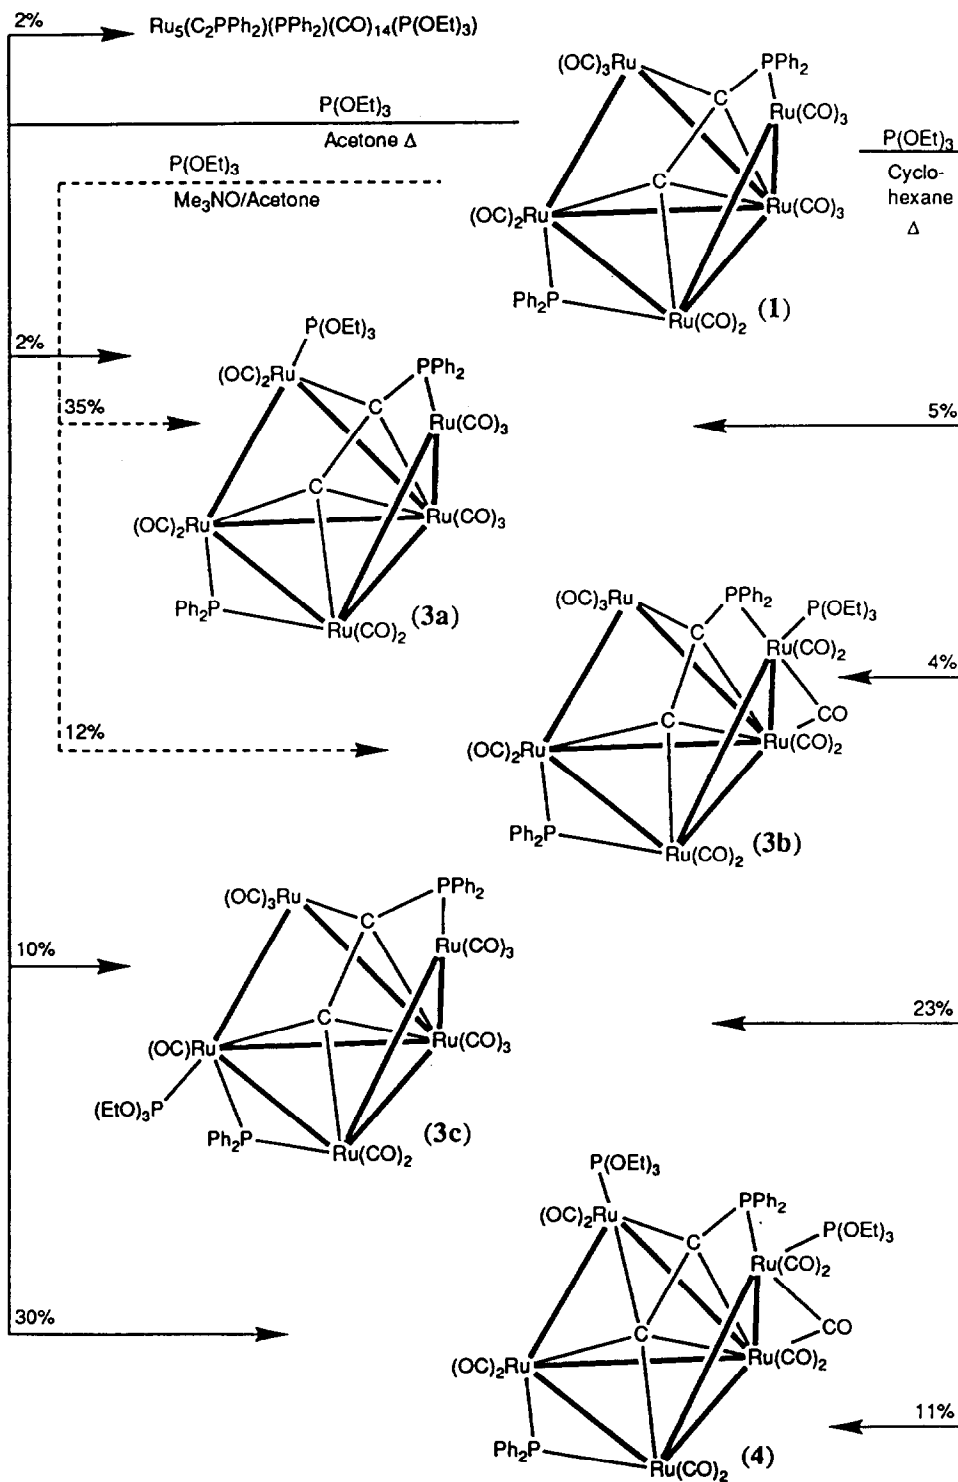 2%
Ru5(C2PPh2)(PPh2)(CO)14(P(OEt)3)
P(OEt)3
Acetone Δ
P(OEt)3
Me3NO/Acetone
(OC)3Ru
C
PPh2
Ru(CO)3
C
(OC)2Ru
Ru(CO)3
Ph2P
Ru(CO)2
(1)
P(OEt)3
Cyclo-
hexane
Δ
2%
35%
P(OEt)3
(OC)2Ru
C
PPh2
Ru(CO)3
C
(OC)2Ru
Ru(CO)3
Ph2P
Ru(CO)2
(3a)
5%
12%
(OC)3Ru
C
PPh2
P(OEt)3
Ru(CO)2
C
CO
(OC)2Ru
Ru(CO)2
Ph2P
Ru(CO)2
(3b)
4%
10%
(OC)3Ru
C
PPh2
Ru(CO)3
C
(OC)Ru
Ru(CO)3
(EtO)3P
Ph2P
Ru(CO)2
(3c)
23%
30%
P(OEt)3
(OC)2Ru
C
PPh2
P(OEt)3
Ru(CO)2
C
CO
(OC)2Ru
Ru(CO)2
Ph2P
Ru(CO)2
(4)
11%